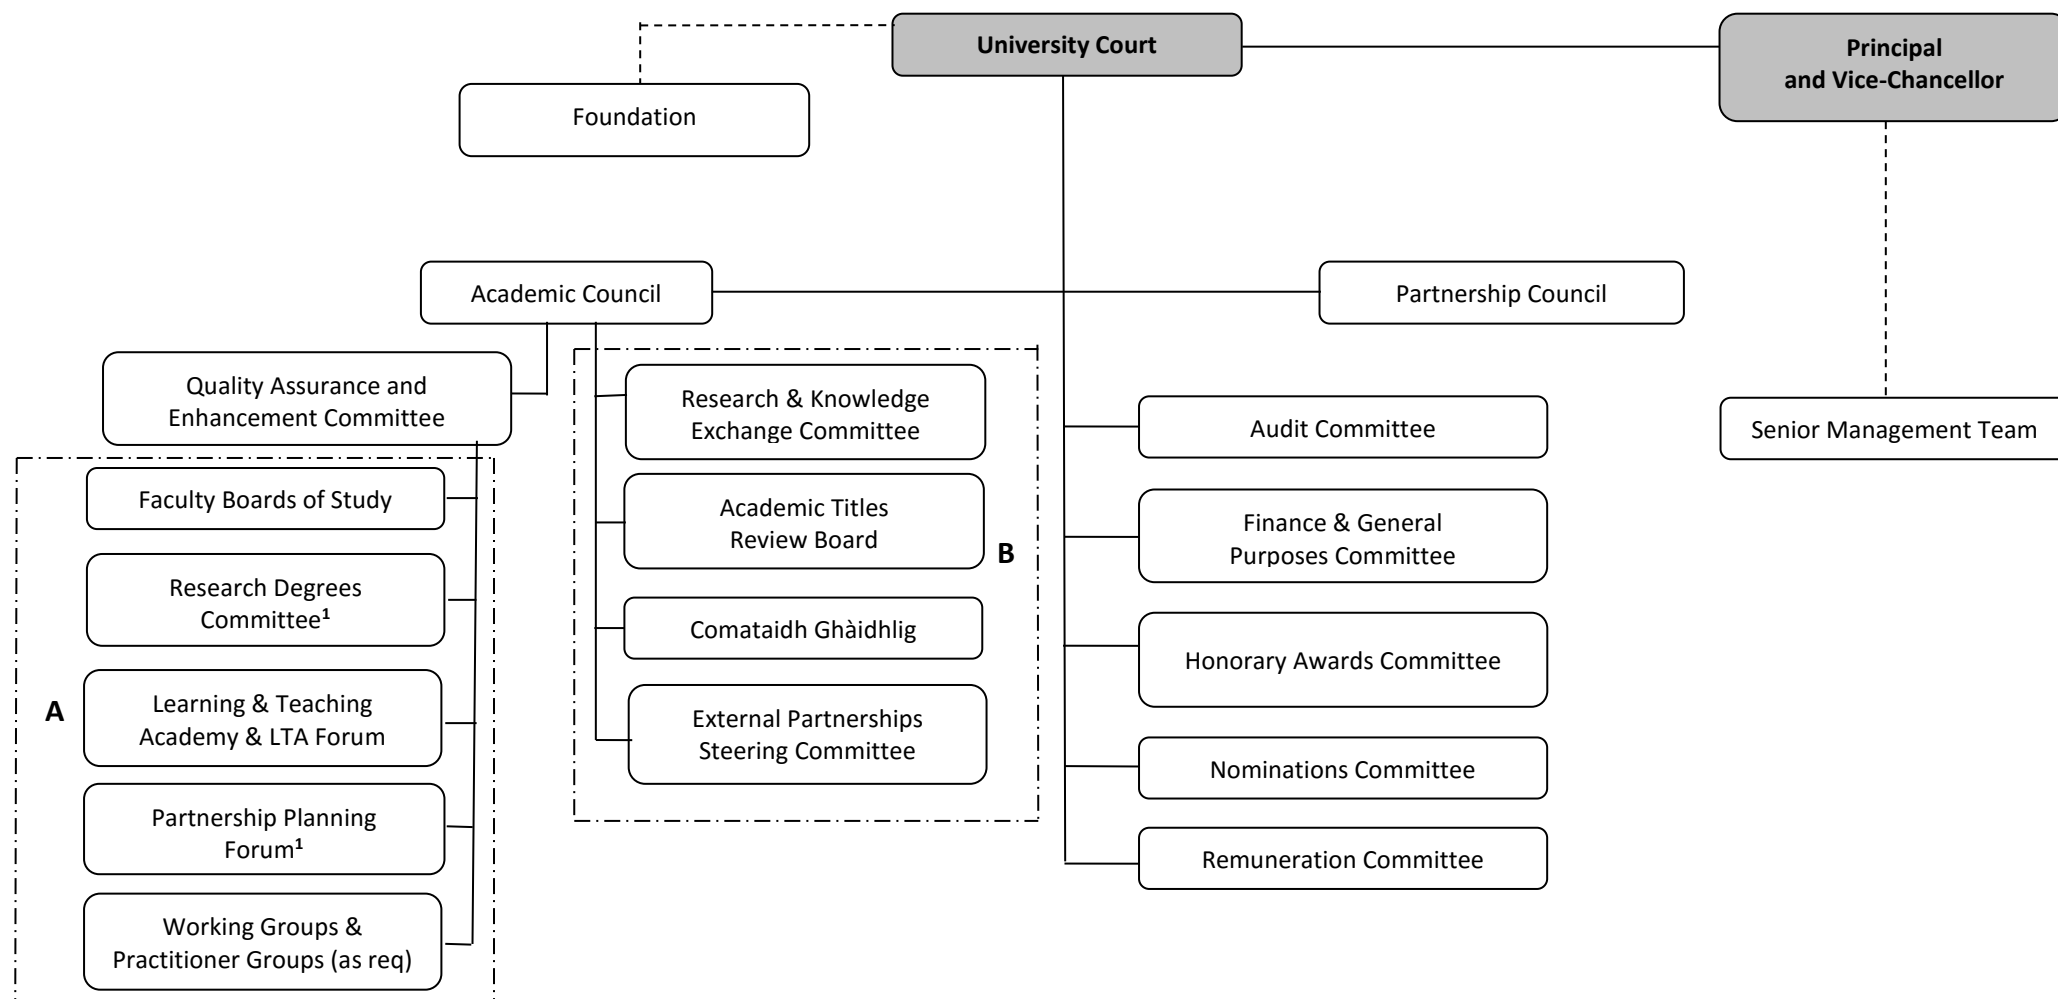 University Court
Principal
and Vice-Chancellor
Foundation
Academic Council
Partnership Council
Quality Assurance and
Enhancement Committee
Research & Knowledge
Exchange Committee
Audit Committee
Senior Management Team
Faculty Boards of Study
Academic Titles
Review Board
B
Finance & General
Purposes Committee
Research Degrees
Committee¹
Comataidh Ghàidhlig
Honorary Awards Committee
A
Learning & Teaching
Academy & LTA Forum
External Partnerships
Steering Committee
Nominations Committee
Partnership Planning
Forum¹
Remuneration Committee
Working Groups &
Practitioner Groups (as req)